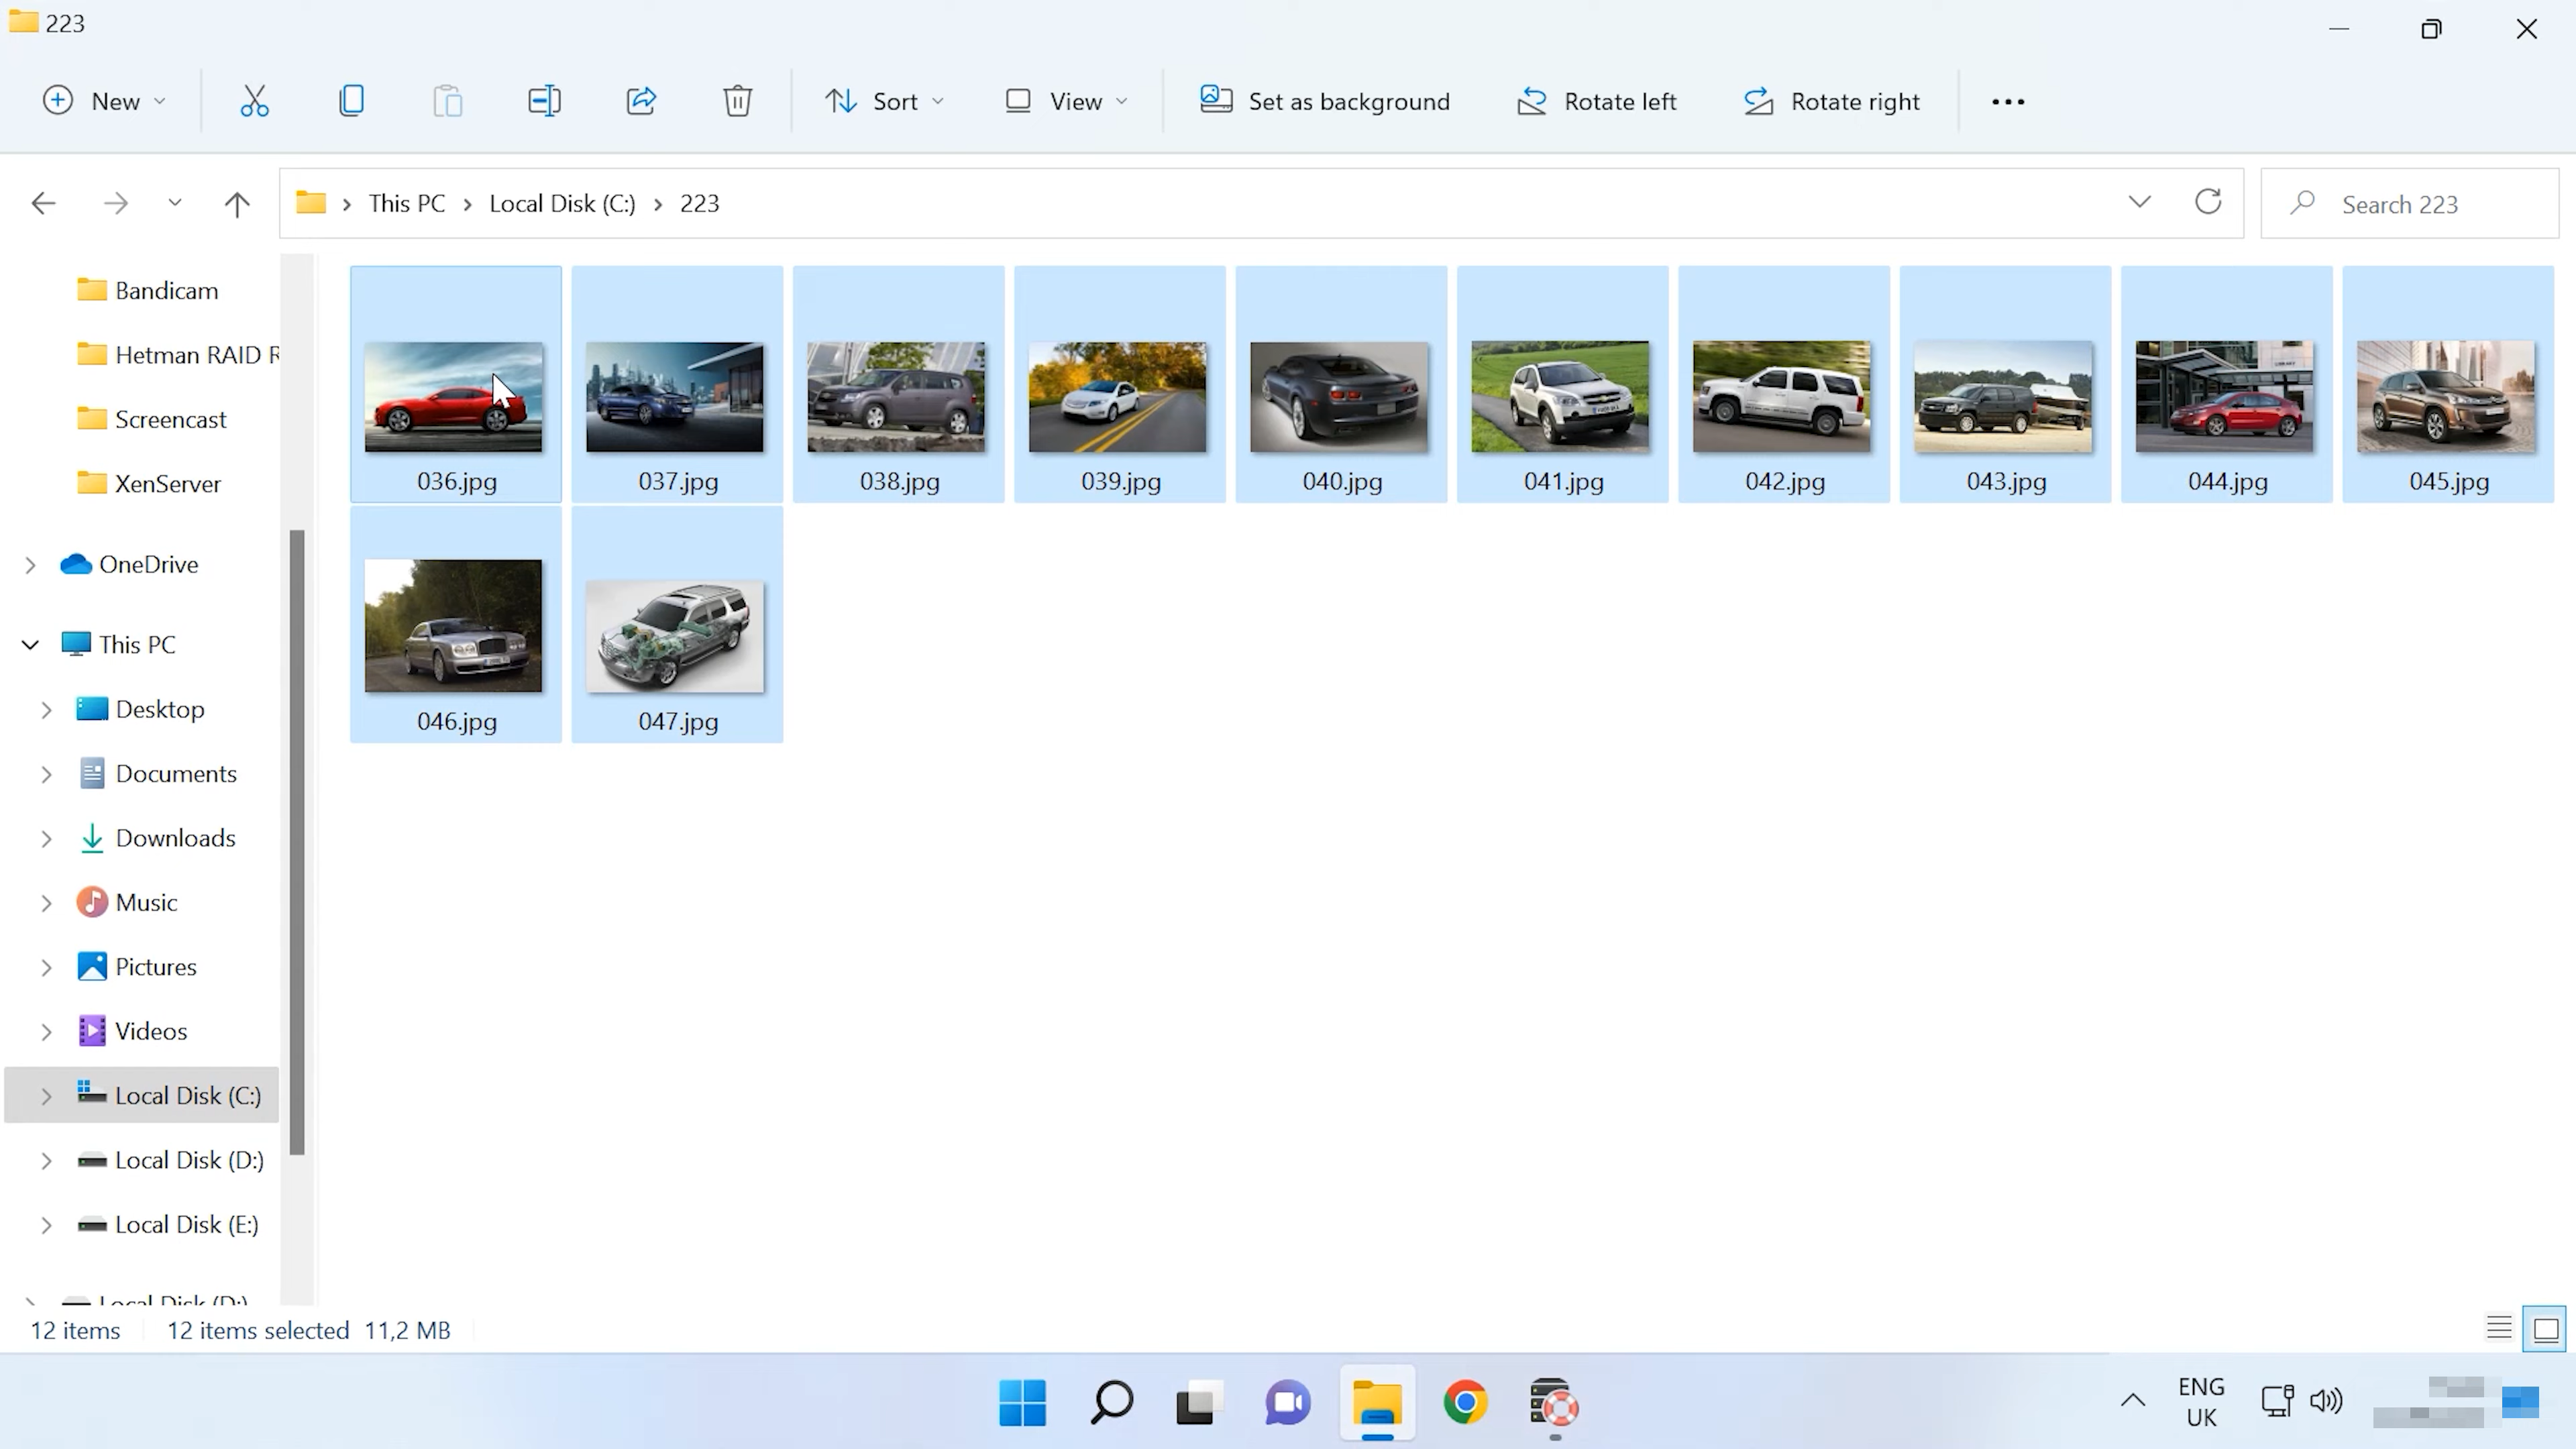 223
New
Sort
View
Set as background
Rotate left
Rotate right
This PC
Local Disk (C:)
223
Search 223
Bandicam
Hetman RAID R
Screencast
XenServer
OneDrive
This PC
Desktop
Documents
Downloads
Music
Pictures
Videos
Local Disk (C:)
Local Disk (D:)
Local Disk (E:)
Local Disk (D:)
036.jpg
037.jpg
038.jpg
039.jpg
040.jpg
041.jpg
042.jpg
043.jpg
044.jpg
045.jpg
046.jpg
047.jpg
12 items
12 items selected 11,2 MB
ENG
UK